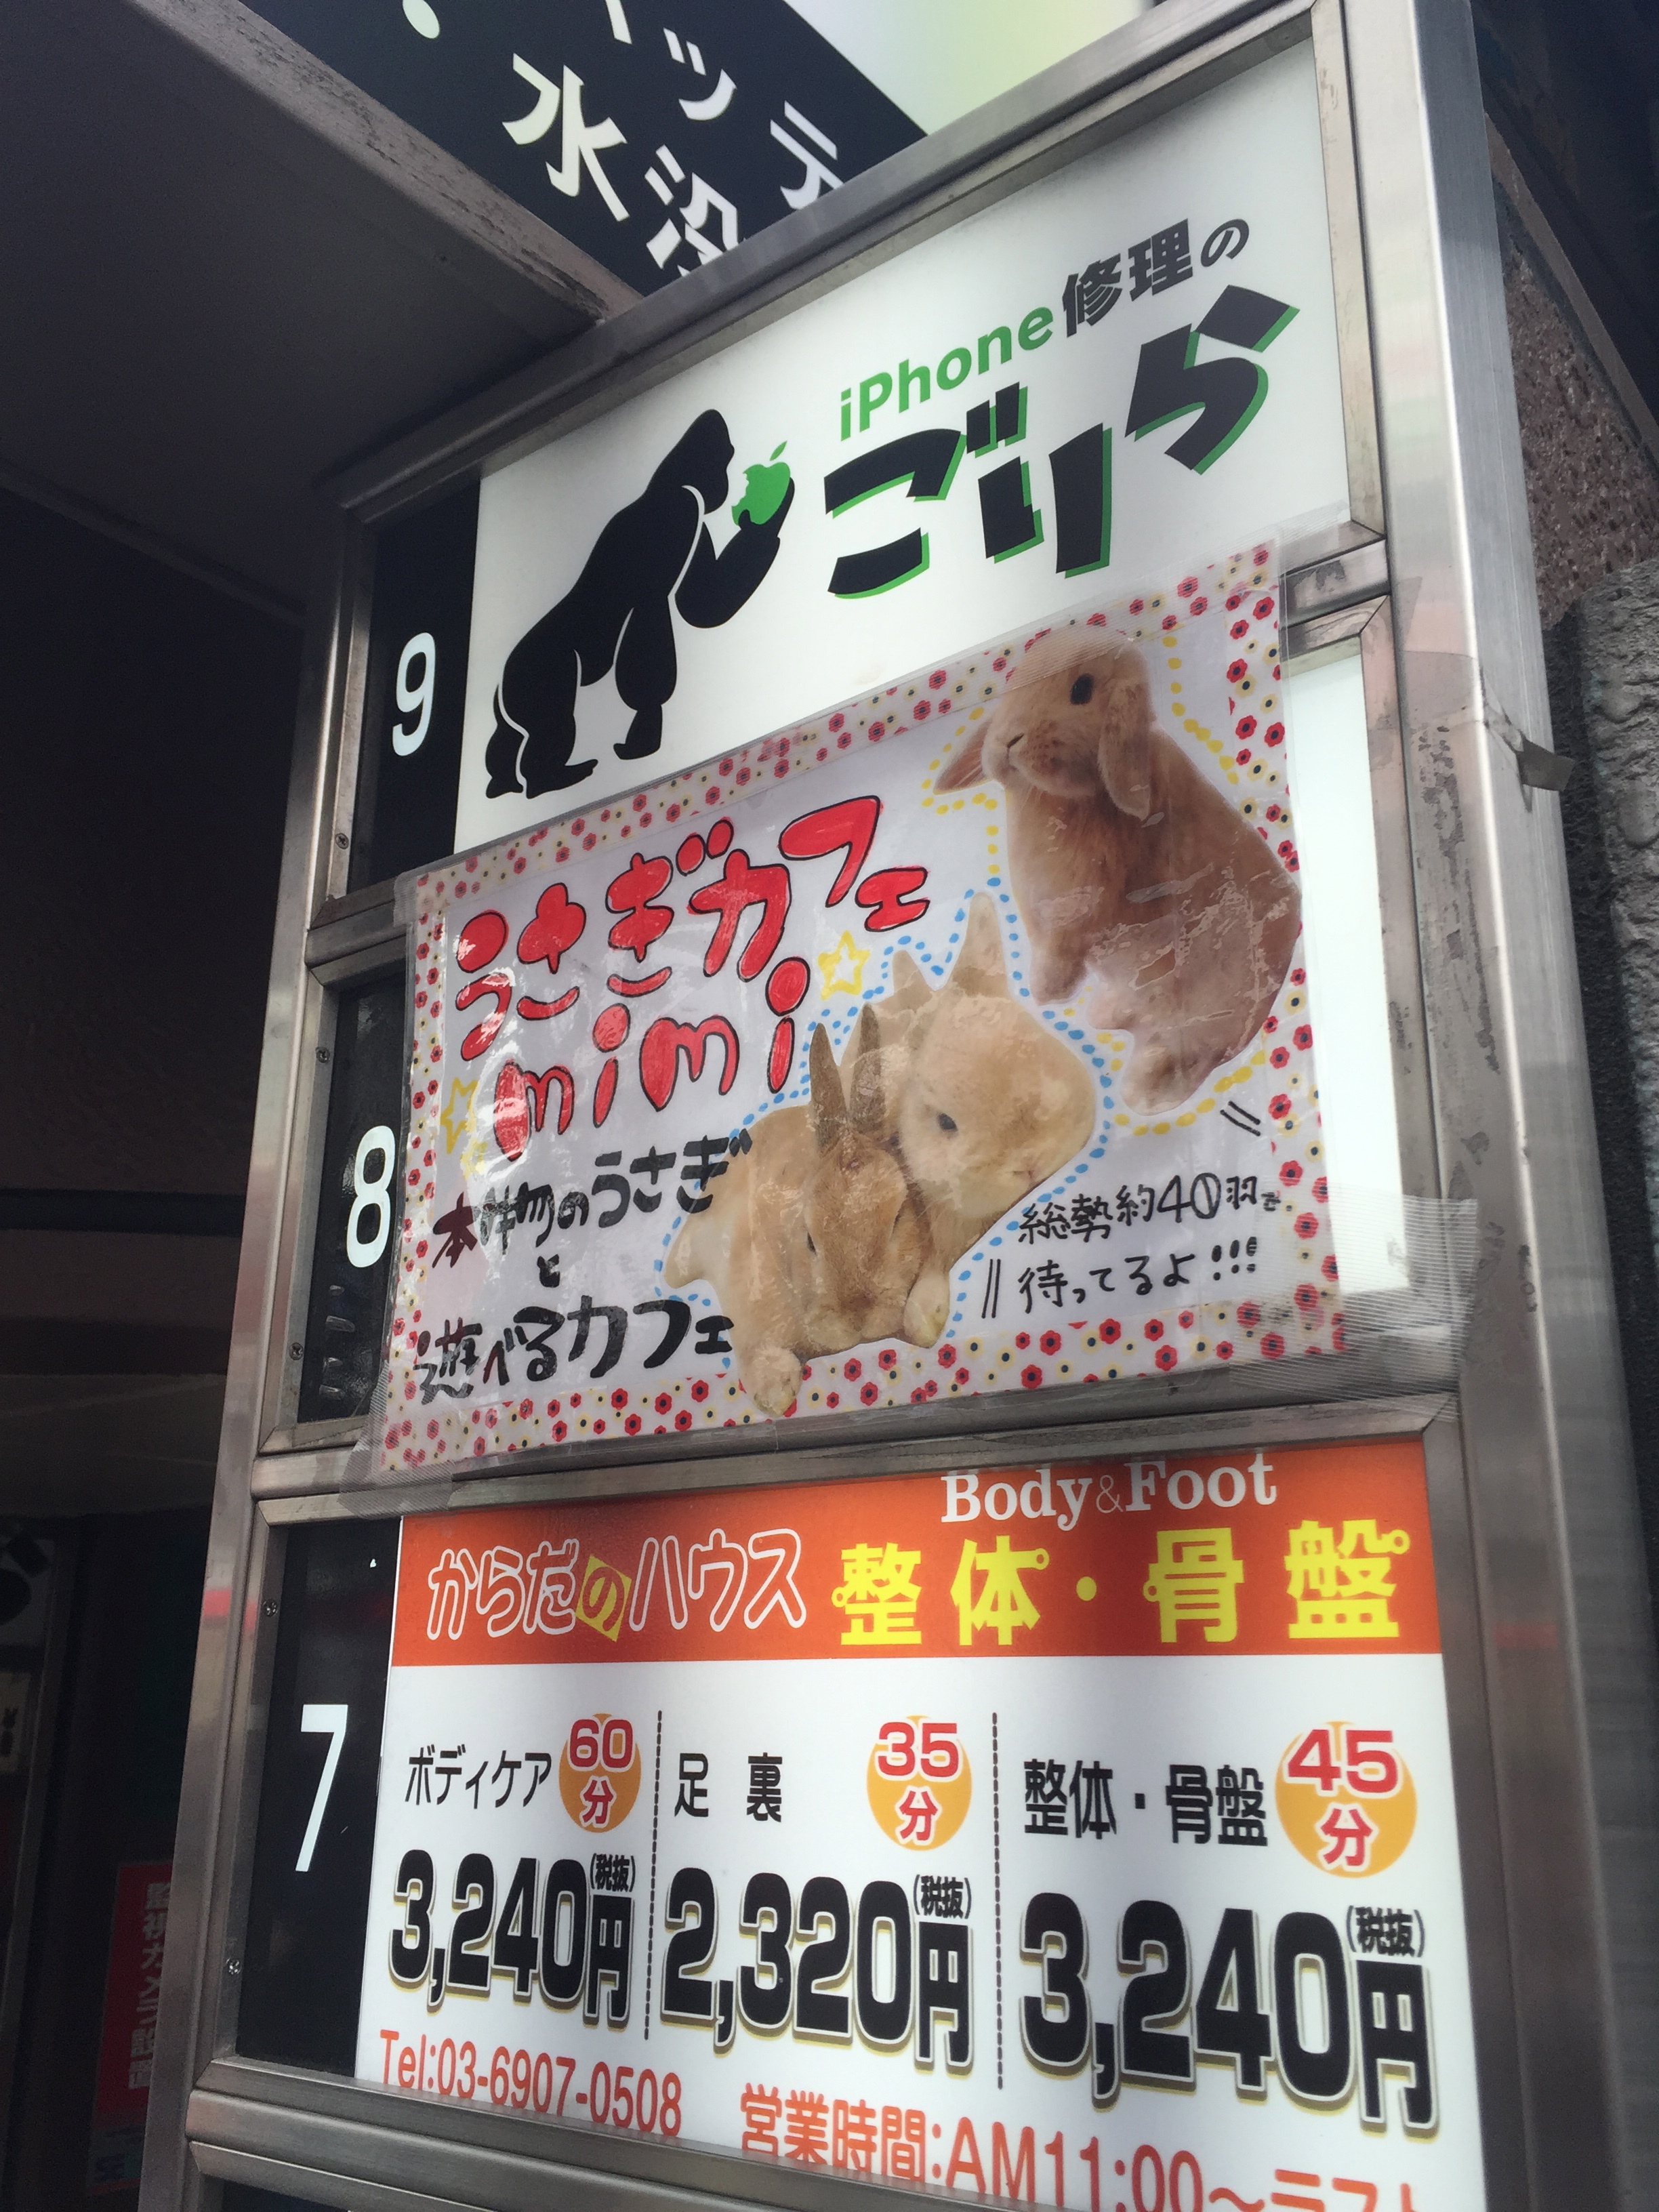 ッテ
・水没
iPhone修理の
ごりら
9
うさぎカフェ
mimi
本物のうさぎ
と
遊べるカフェ
総勢約40羽で
待ってるよ!!!
8
Body&Foot
からだのハウス 整体・骨盤
7
ボディケア 60分
3,240円(税抜)
足裏 35分
2,320円(税抜)
整体・骨盤 45分
3,240円(税抜)
Tel:03-6907-0508 営業時間:AM11:00~ラスト